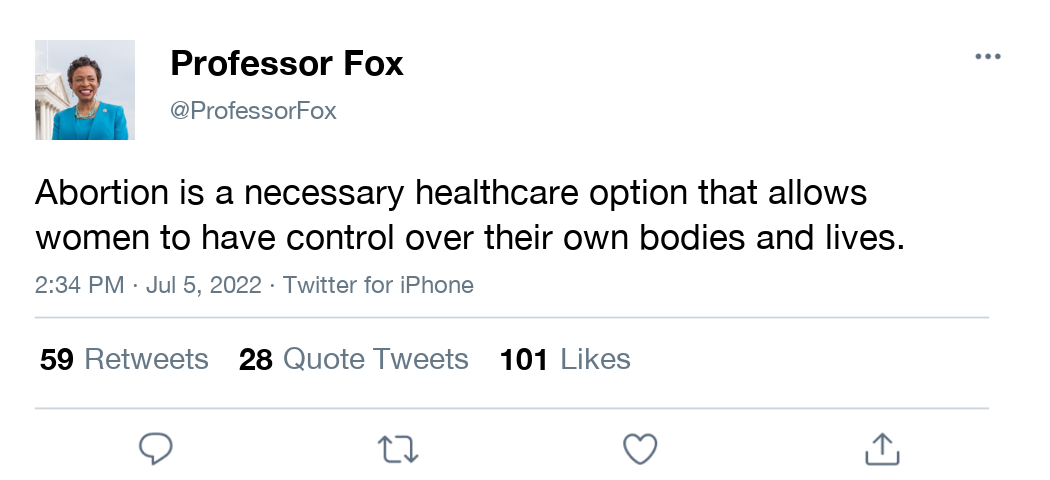 Professor Fox
@ProfessorFox
Abortion is a necessary healthcare option that allows
women to have control over their own bodies and lives.
2:34 PM · Jul 5, 2022 · Twitter for iPhone
59 Retweets 28 Quote Tweets 101 Likes